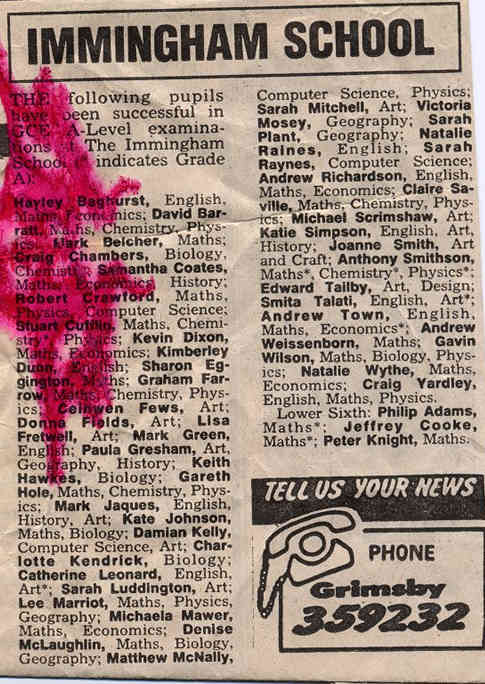 IMMINGHAM SCHOOL
THE following pupils
have been successful in
GCE A-Level examina-
tions at The Immingham
School (* indicates Grade
A):
Hayley Baghurst, English,
Maths, Economics; David Bar-
ratt, Maths, Chemistry, Phys-
ics; Mark Belcher, Maths;
Craig Chambers, Biology,
Chemistry; Samantha Coates,
Maths, Economics, History;
Robert Crawford, Maths,
Physics, Computer Science;
Stuart Maths, Chemi-
stry, Physics; Kevin Dixon,
Maths, Economics; Kimberley
Dunn, English; Sharon Eg-
gington, Maths; Graham Far-
row, Maths, Chemistry, Phys-
ics; Ceinwen Fews, Art;
Donna Fields, Art; Lisa
Fretwell, Art; Mark Green,
English; Paula Gresham, Art,
Geography, History; Keith
Hawkes, Biology; Gareth
Hole, Maths, Chemistry, Phys-
ics; Mark Jaques, English,
History, Art; Kate Johnson,
Maths, Biology; Damian Kelly,
Computer Science, Art; Char-
lotte Kendrick, Biology;
Catherine Leonard, English,
Art*; Sarah Luddington, Art;
Lee Marriot, Maths, Physics,
Geography; Michaela Mawer,
Maths, Economics; Denise
McLaughlin, Maths, Biology,
Geography; Matthew McNally,
Computer Science, Physics;
Sarah Mitchell, Art; Victoria
Mosey, Geography; Sarah
Plant, Geography; Natalie
Raines, English; Sarah
Raynes, Computer Science;
Andrew Richardson, English,
Maths, Economics; Claire Sa-
ville, Maths, Chemistry, Phys-
ics; Michael Scrimshaw, Art;
Katie Simpson, English, Art,
History; Joanne Smith, Art
and Craft; Anthony Smithson,
Maths*, Chemistry*, Physics*;
Edward Tailby, Art, Design;
Smita Talati, English, Art*;
Andrew Town, English,
Maths, Economics*; Andrew
Weissenborn, Maths; Gavin
Wilson, Maths, Biology, Phys-
ics; Natalie Wythe, Maths,
Economics; Craig Yardley,
English, Maths, Physics.
Lower Sixth: Philip Adams,
Maths*; Jeffrey Cooke,
Maths*; Peter Knight, Maths.
TELL US YOUR NEWS
PHONE
Grimsby
359232